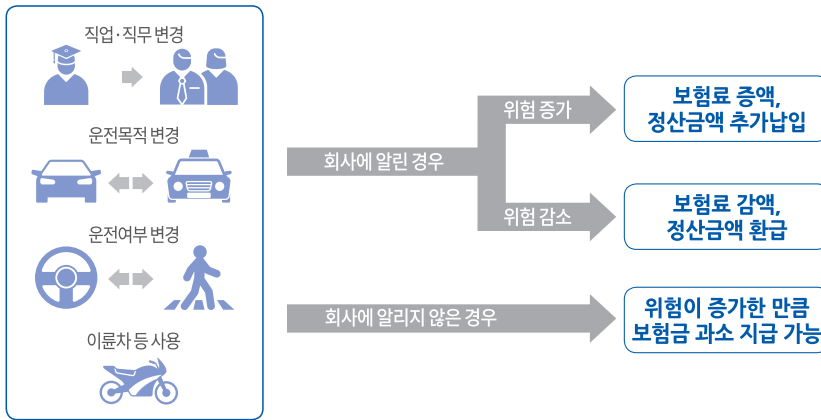 직업·직무 변경
운전목적 변경
운전여부 변경
이륜차 등 사용
회사에 알린 경우
위험 증가
보험료 증액,
정산금액 추가납입
위험 감소
보험료 감액,
정산금액 환급
회사에 알리지 않은 경우
위험이 증가한 만큼
보험금 과소 지급 가능